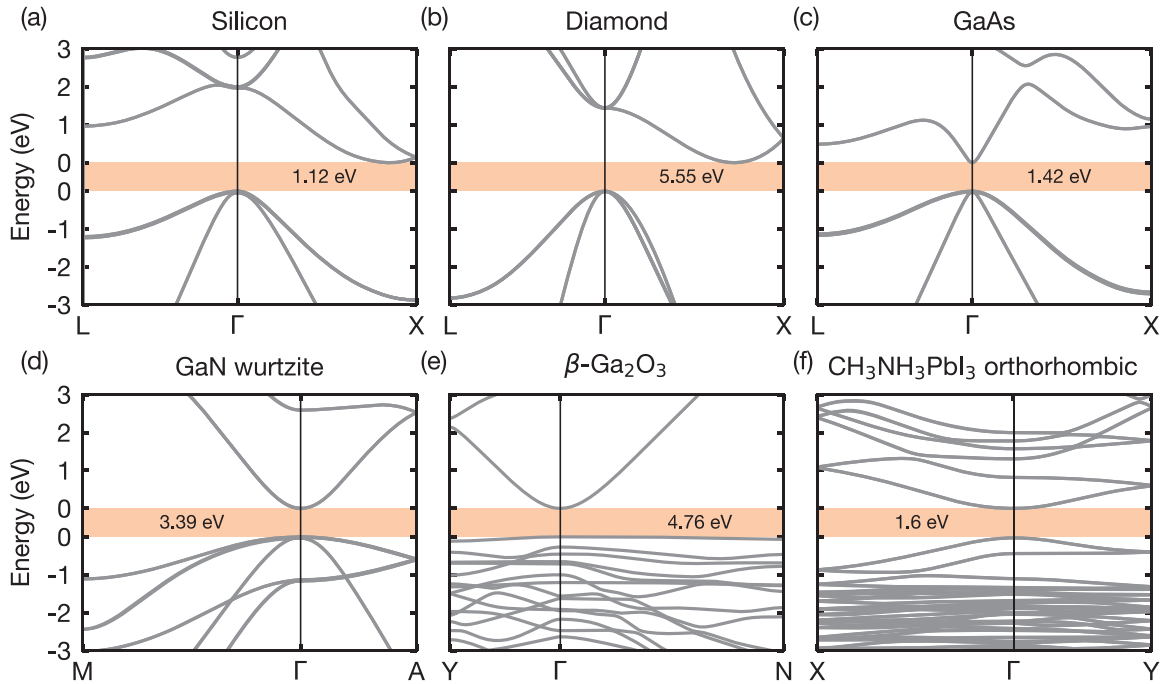 (a) Silicon
(b) Diamond
(c) GaAs
Energy (eV)
3
2
1
0
0
-1
-2
-3
1.12 eV
5.55 eV
1.42 eV
L Γ X
L Γ X
L Γ X
(d) GaN wurtzite
(e) β-Ga₂O₃
(f) CH₃NH₃PbI₃ orthorhombic
Energy (eV)
3
2
1
0
0
-1
-2
-3
3.39 eV
4.76 eV
1.6 eV
M Γ A
Y Γ N
X Γ Y